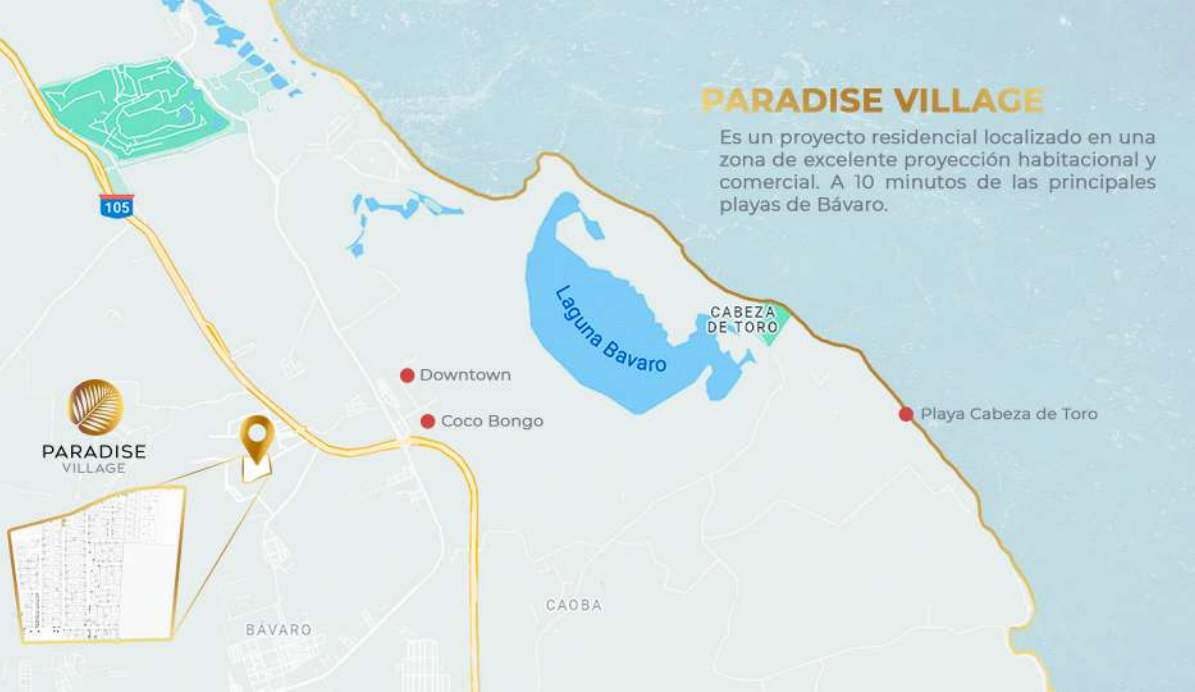 PARADISE VILLAGE
Es un proyecto residencial localizado en una
zona de excelente proyección habitacional y
comercial. A 10 minutos de las principales
playas de Bávaro.
105
Laguna Bavaro
CABEZA
DE TORO
Downtown
Coco Bongo
Playa Cabeza de Toro
PARADISE
VILLAGE
CAOBA
BÁVARO